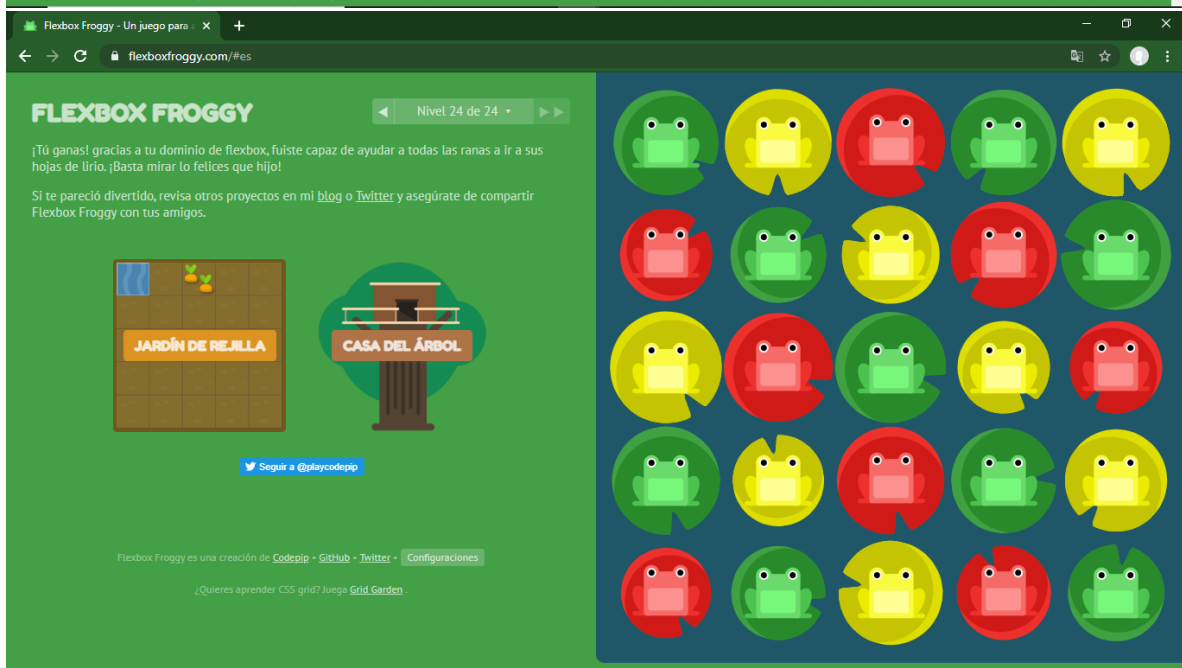 Flexbox Froggy - Un juego para
flexboxfroggy.com/#es
FLEXBOX FROGGY
Nivel 24 de 24
¡Tú ganas! gracias a tu dominio de flexbox, fuiste capaz de ayudar a todas las ranas a ir a sus
hojas de lirio. ¡Basta mirar lo felices que hijo!
Si te pareció divertido, revisa otros proyectos en mi blog o Twitter y asegúrate de compartir
Flexbox Froggy con tus amigos.
JARDÍN DE REJILLA
CASA DEL ÁRBOL
Seguir a @playcodepip
Flexbox Froggy es una creación de Codepip • GitHub • Twitter • Configuraciones
¿Quieres aprender CSS grid? Juega Grid Garden .